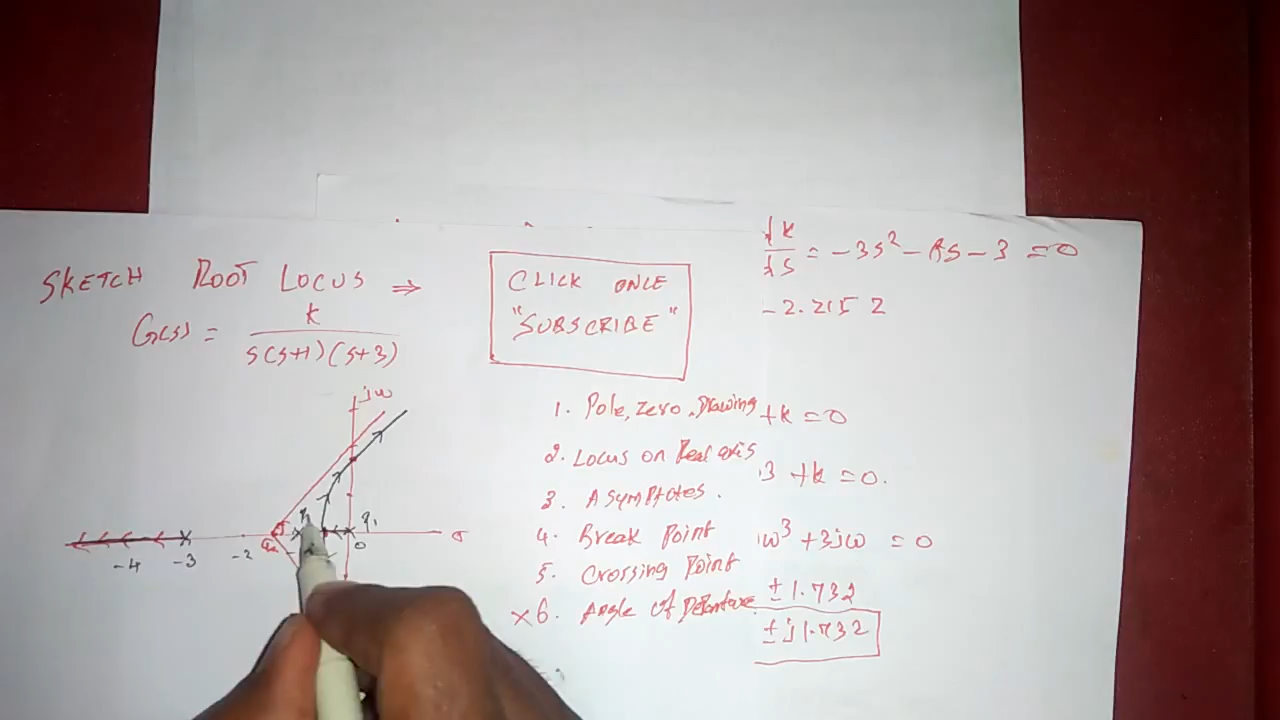 SKETCH ROOT LOCUS ⇒
G(s) = k
s(s+1)(s+3)
CLICK ONCE
"SUBSCRIBE"
dk
ds = -3s² - 8s - 3 = 0
-2.2152
1. Pole, Zero, Drawing
2. Locus on Real axis
3. Asymptotes.
4. Break Point
5. Crossing Point
×6. Angle Of Departure
+k = 0
3 + k = 0.
ω³ + 3jω = 0
± 1.732
± j1.732
jω
σ
-4 -3 -2 0